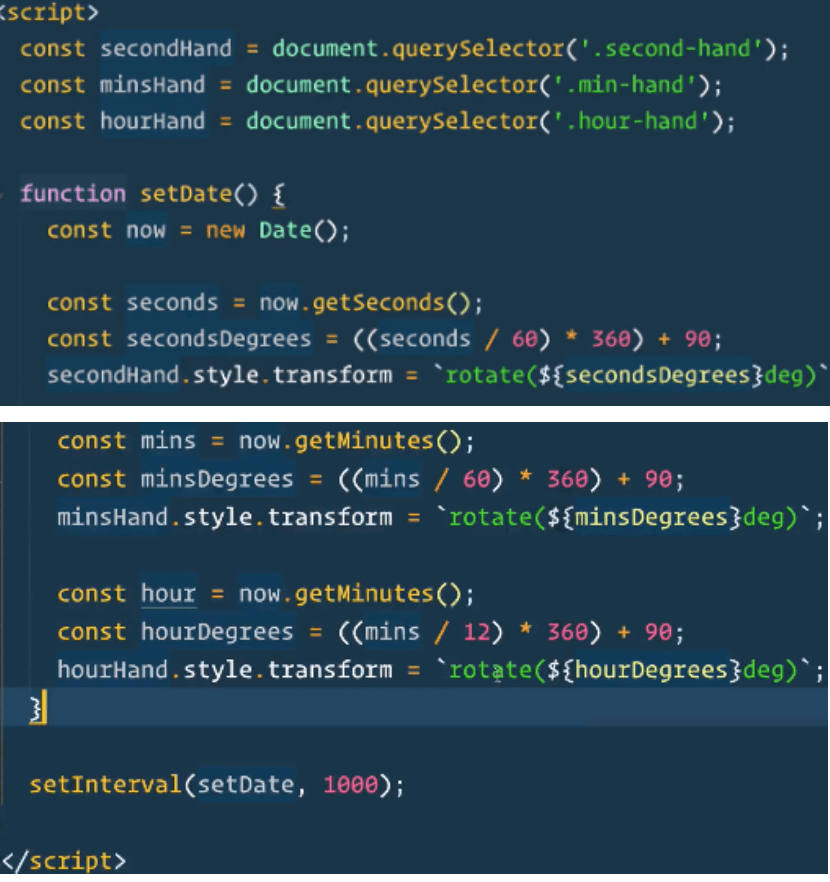 <script>
const secondHand = document.querySelector('.second-hand');
const minsHand = document.querySelector('.min-hand');
const hourHand = document.querySelector('.hour-hand');
function setDate() {
const now = new Date();
const seconds = now.getSeconds();
const secondsDegrees = ((seconds / 60) * 360) + 90;
secondHand.style.transform = `rotate(${secondsDegrees}deg)`
const mins = now.getMinutes();
const minsDegrees = ((mins / 60) * 360) + 90;
minsHand.style.transform = `rotate(${minsDegrees}deg)`;
const hour = now.getMinutes();
const hourDegrees = ((mins / 12) * 360) + 90;
hourHand.style.transform = `rotate(${hourDegrees}deg)`;
}
setInterval(setDate, 1000);
</script>